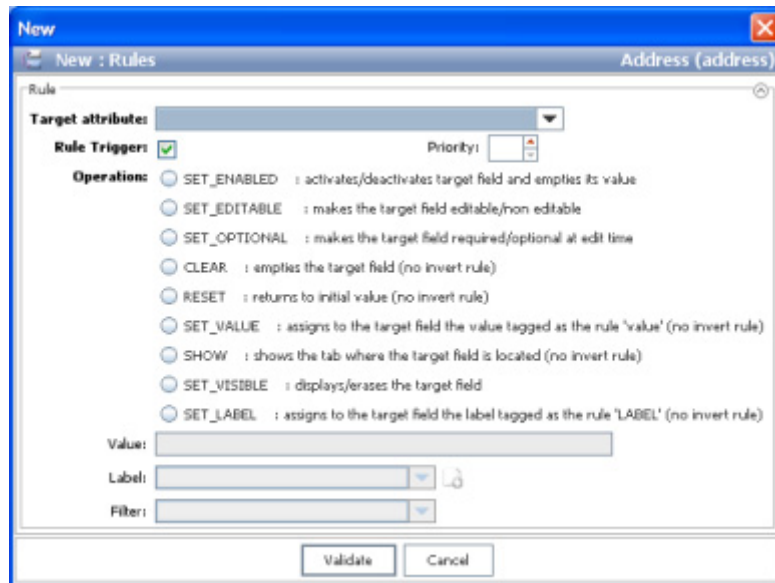 New
New : Rules Address (address)
Rule
Target attribute:
Rule Trigger: Priority:
Operation: SET_ENABLED : activates/deactivates target field and empties its value
SET_EDITABLE : makes the target field editable/non editable
SET_OPTIONAL : makes the target field required/optional at edit time
CLEAR : empties the target field (no invert rule)
RESET : returns to initial value (no invert rule)
SET_VALUE : assigns to the target field the value tagged as the rule 'value' (no invert rule)
SHOW : shows the tab where the target field is located (no invert rule)
SET_VISIBLE : displays/erases the target field
SET_LABEL : assigns to the target field the label tagged as the rule 'LABEL' (no invert rule)
Value:
Label:
Filter:
Validate Cancel